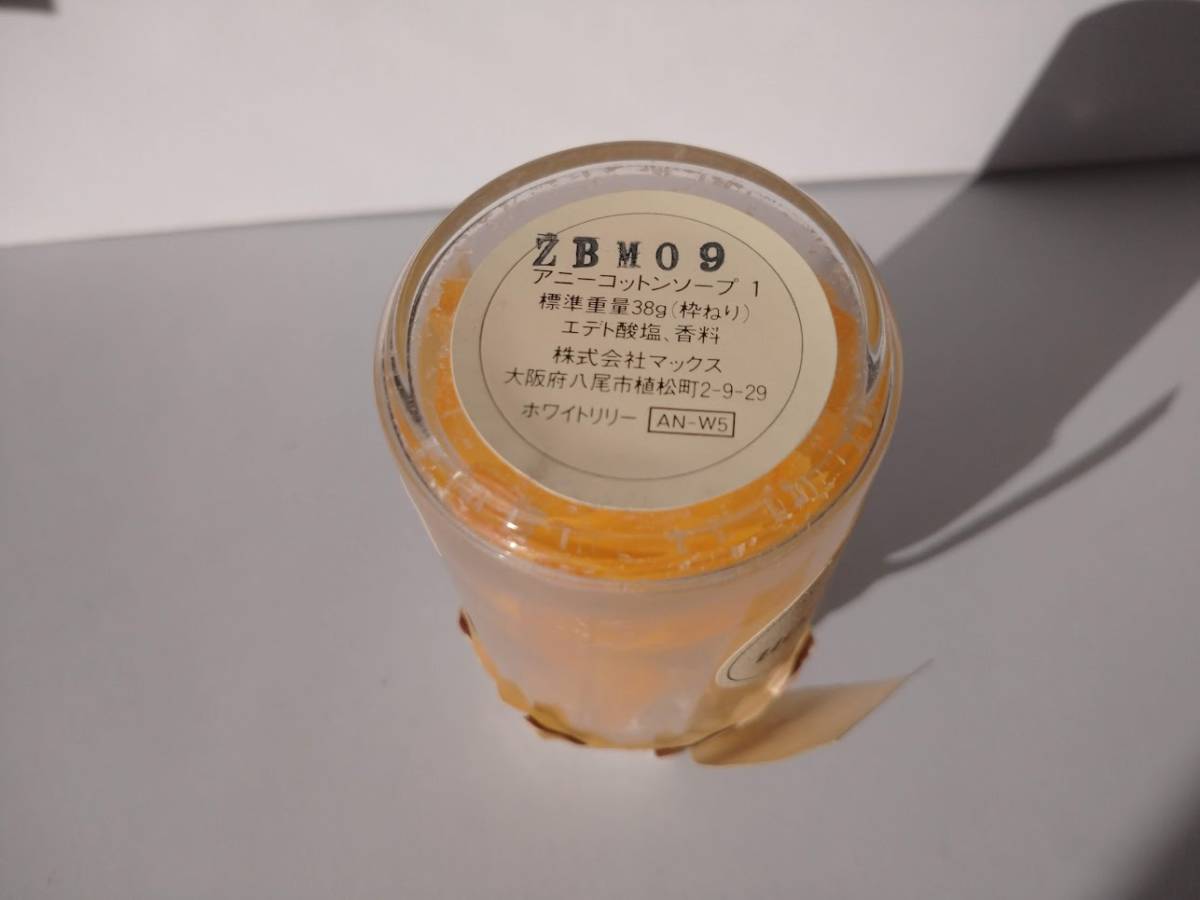 ZBM09
アニーコットンソープ 1
標準重量38g(枠ねり)
エデト酸塩、香料
株式会社マックス
大阪府八尾市植松町2-9-29
ホワイトリリー AN-W5